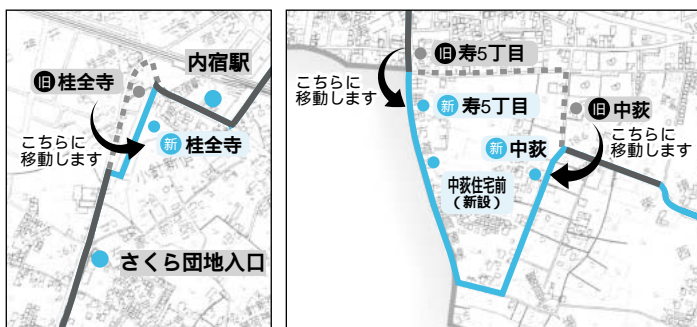 内宿駅
旧 桂全寺
こちらに
移動します
新 桂全寺
さくら団地入口
旧 寿5丁目
こちらに
移動します
新 寿5丁目
旧 中荻
こちらに
移動します
新 中荻
中荻住宅前
（新設）